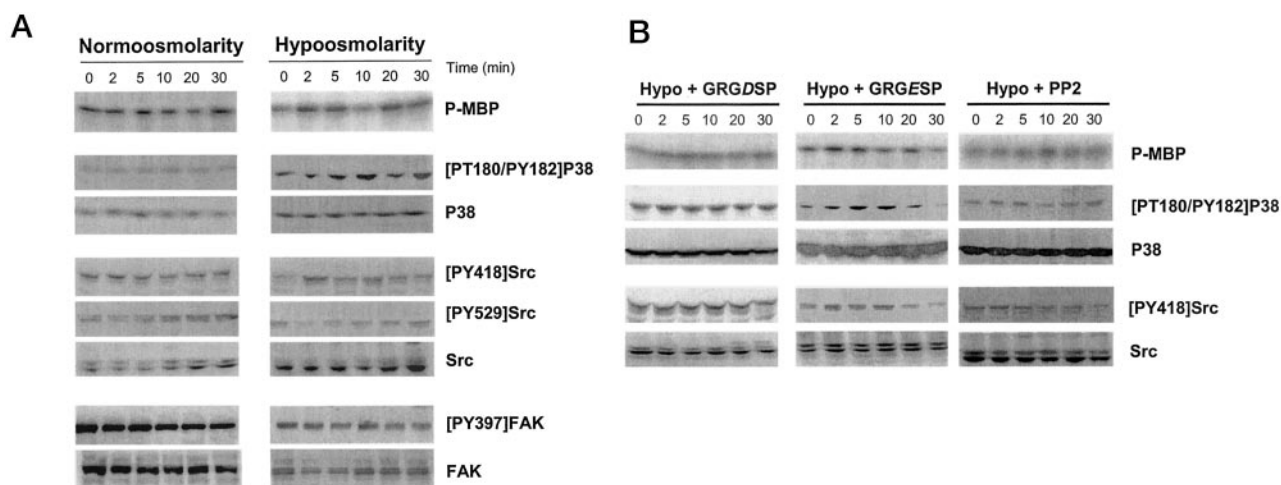 A
Normoosmolarity Hypoosmolarity
0 2 5 10 20 30 0 2 5 10 20 30 Time (min)
P-MBP
[PT180/PY182]P38
P38
[PY418]Src
[PY529]Src
Src
[PY397]FAK
FAK
B
Hypo + GRGDSP Hypo + GRGESP Hypo + PP2
0 2 5 10 20 30 0 2 5 10 20 30 0 2 5 10 20 30
P-MBP
[PT180/PY182]P38
P38
[PY418]Src
Src